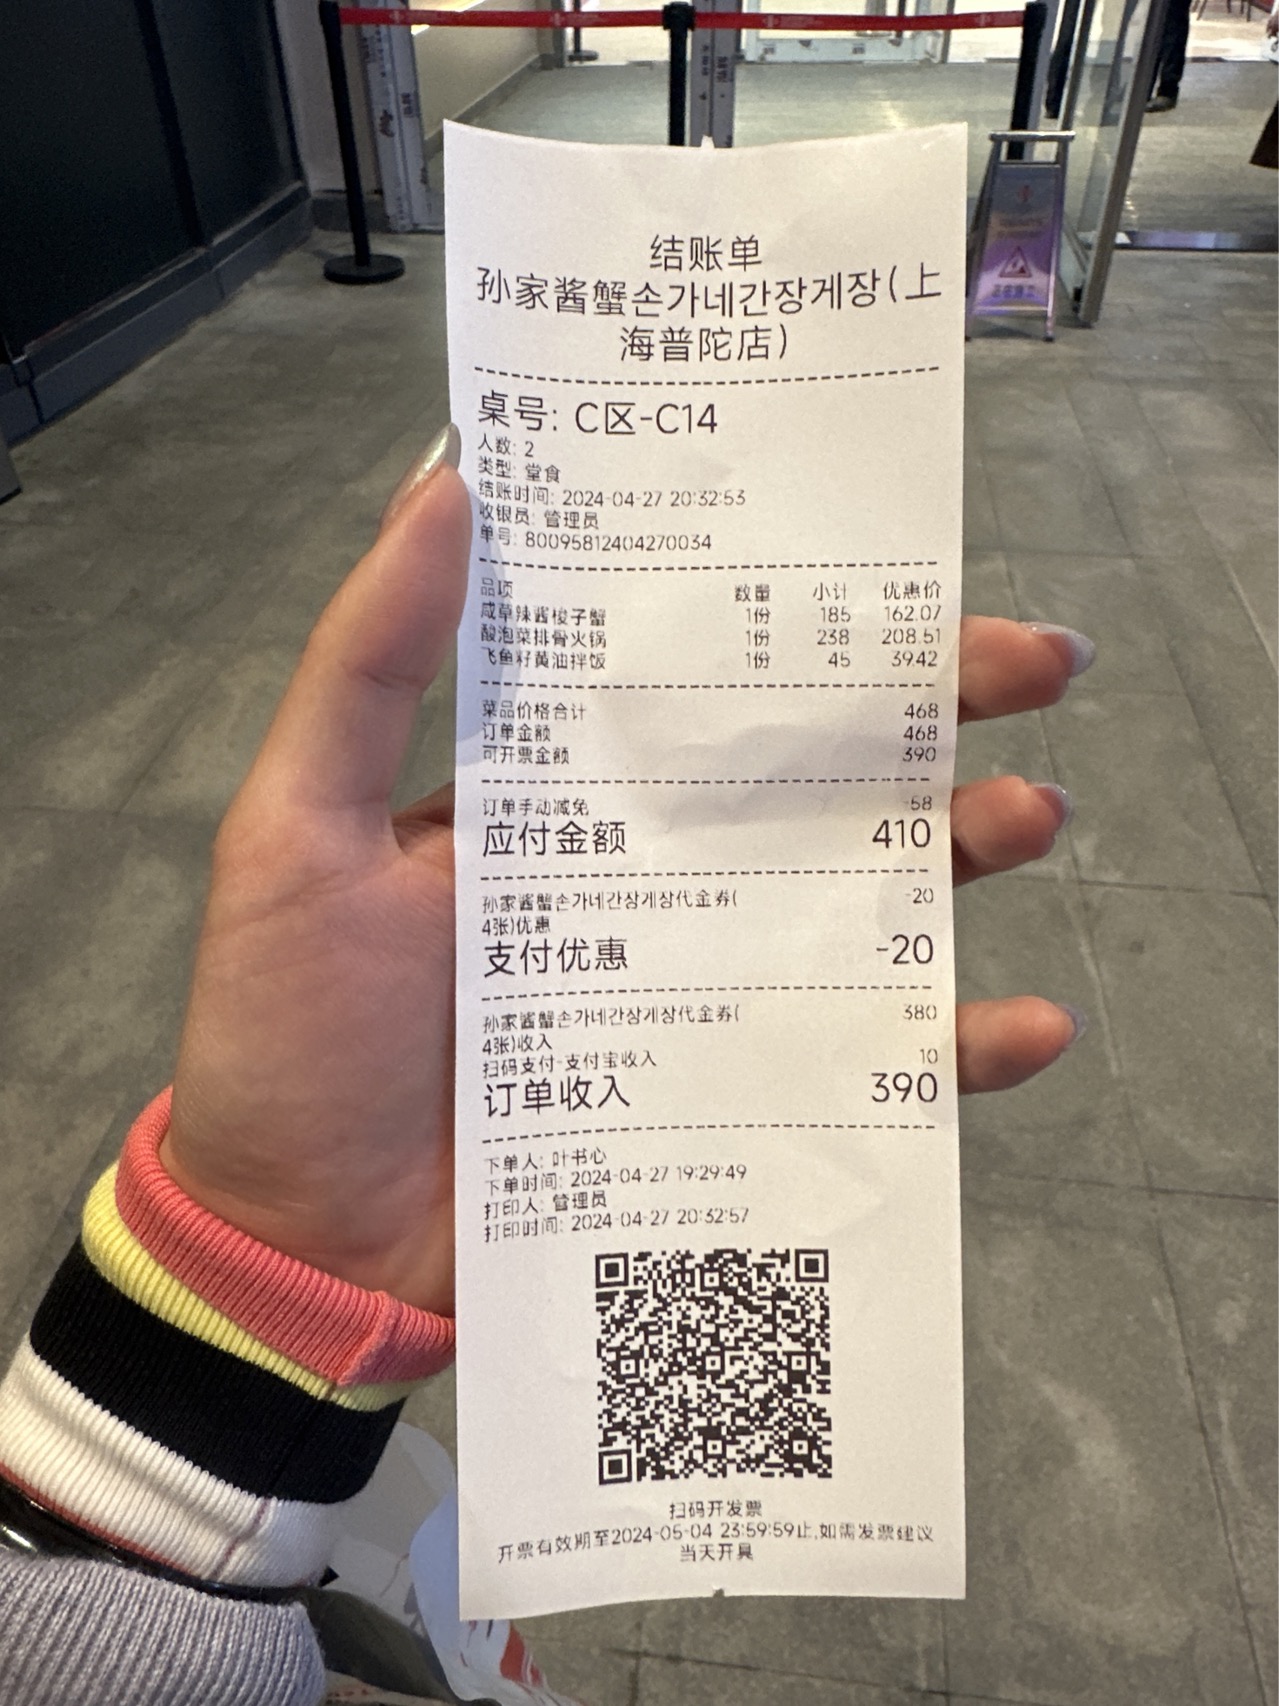 结账单
孙家酱蟹손가네간장게장(上
海普陀店)
桌号: C区-C14
人数: 2
类型: 堂食
结账时间: 2024-04-27 20:32:53
收银员: 管理员
单号: 80095812404270034
品项 数量 小计 优惠价
咸草辣酱梭子蟹 1份 185 162.07
酸泡菜排骨火锅 1份 238 208.51
飞鱼籽黄油拌饭 1份 45 39.42
菜品价格合计 468
订单金额 468
可开票金额 390
订单手动减免 -58
应付金额 410
孙家酱蟹손가네간장게장代金券( -20
4张)优惠
支付优惠 -20
孙家酱蟹손가네간장게장代金券( 380
4张)收入
扫码支付-支付宝收入 10
订单收入 390
下单人: 叶书心
下单时间: 2024-04-27 19:29:49
打印人: 管理员
打印时间: 2024-04-27 20:32:57
扫码开发票
开票有效期至2024-05-04 23:59:59止,如需发票建议
当天开具